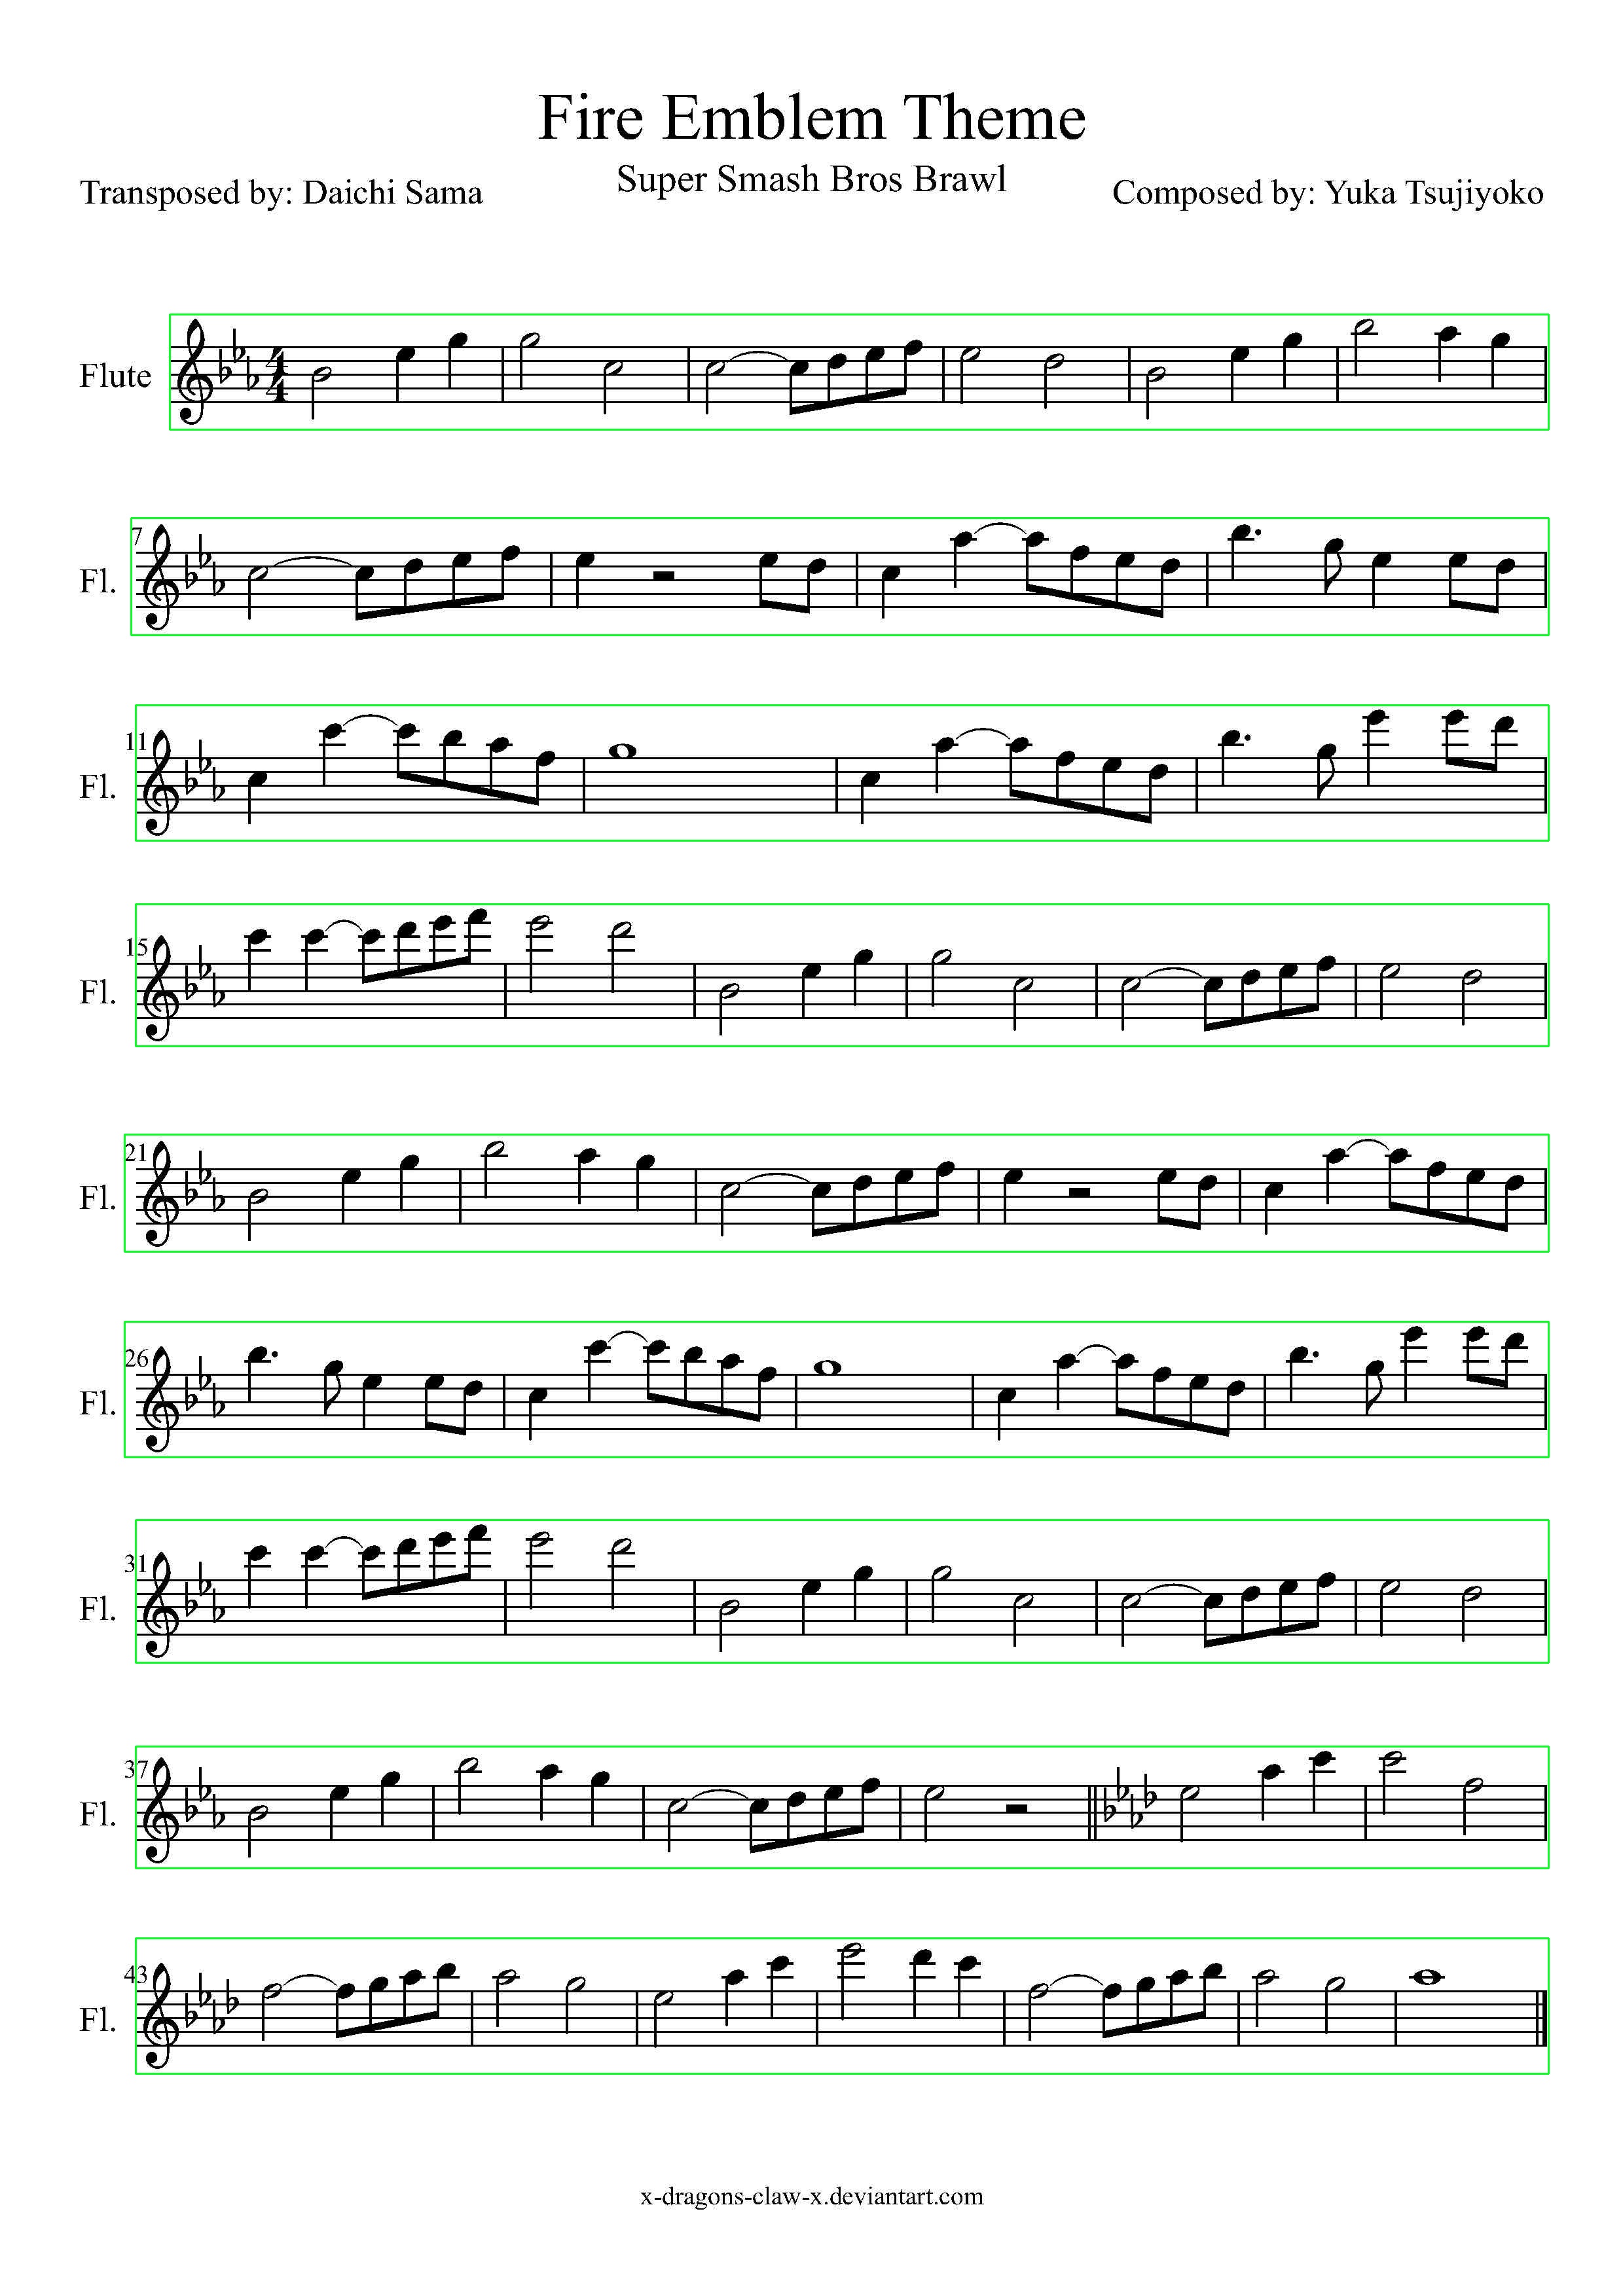 Fire Emblem Theme
Super Smash Bros Brawl
Transposed by: Daichi Sama
Composed by: Yuka Tsujiyoko
Flute
4
4
7
Fl.
11
Fl.
15
Fl.
21
Fl.
26
Fl.
31
Fl.
37
Fl.
43
Fl.
x-dragons-claw-x.deviantart.com